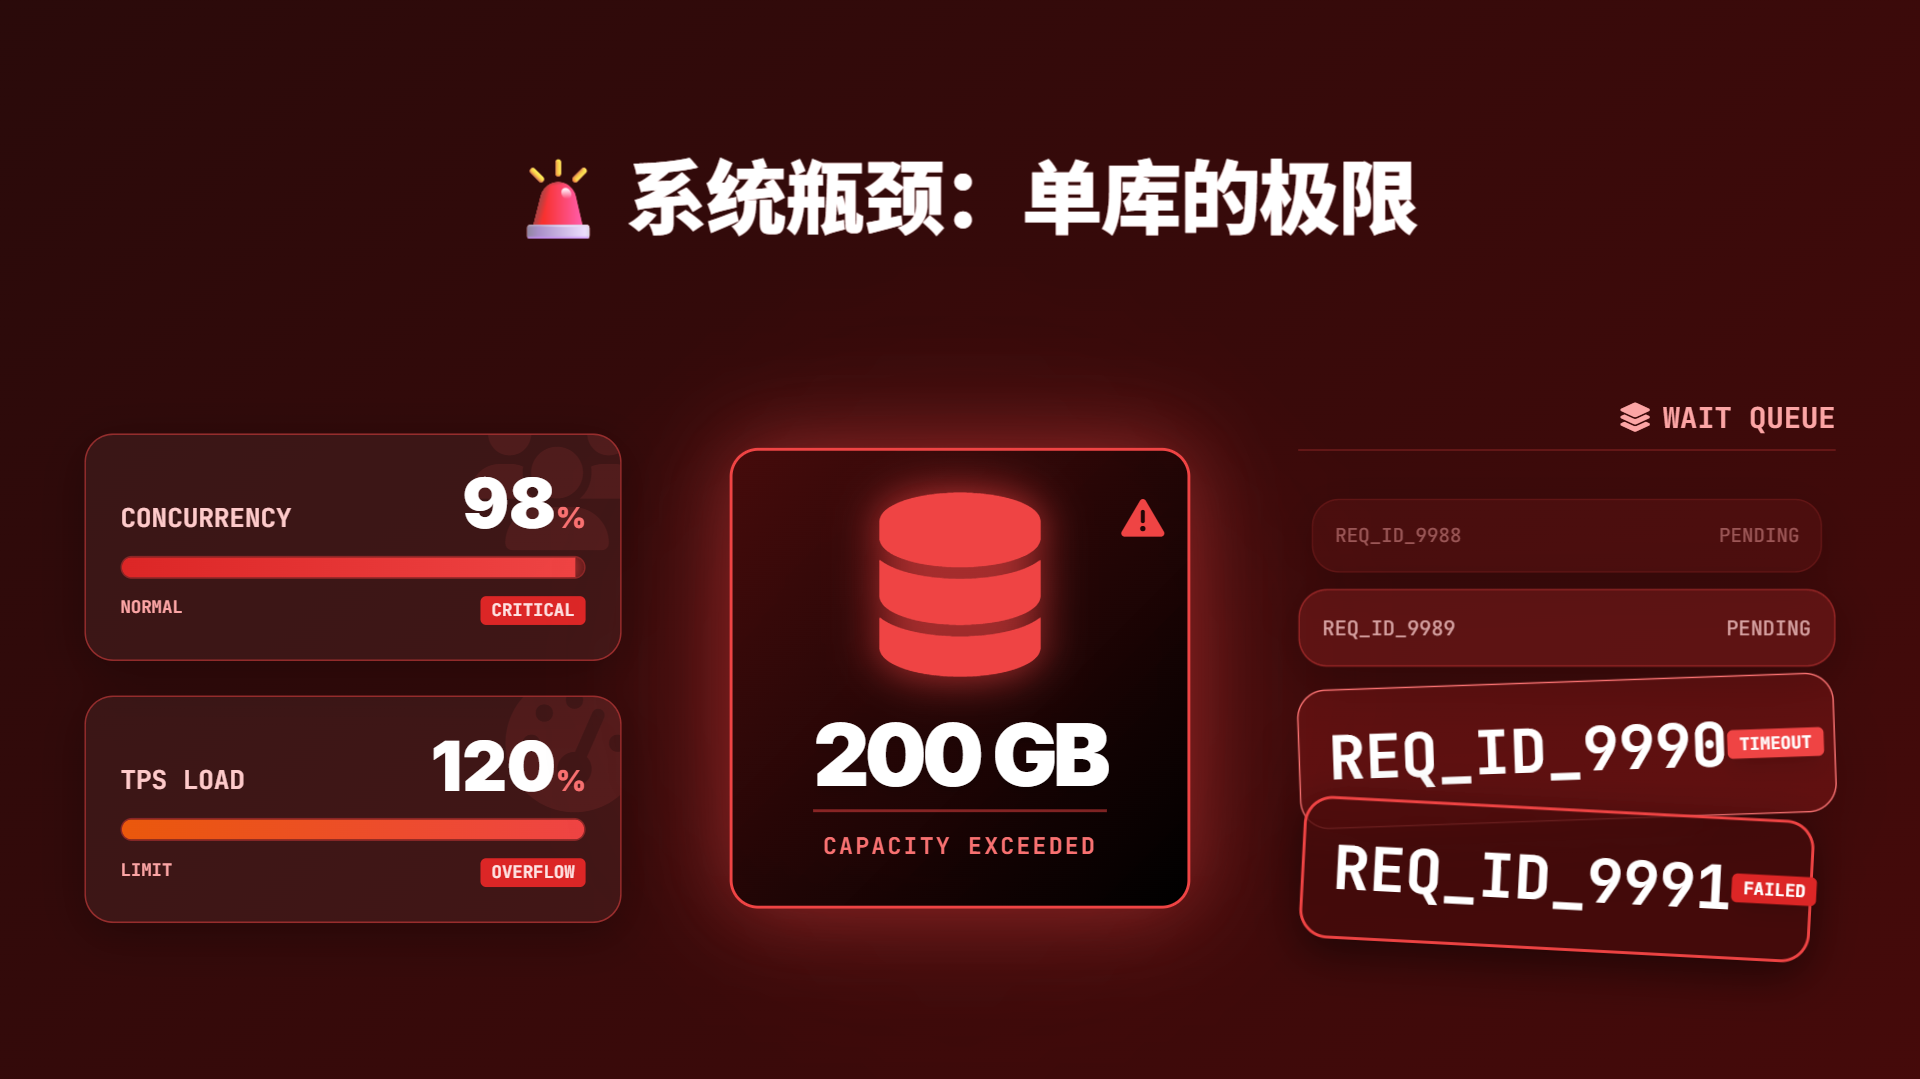 🚨 系统瓶颈：单库的极限
CONCURRENCY 98%
NORMAL CRITICAL
TPS LOAD 120%
LIMIT OVERFLOW
200 GB
CAPACITY EXCEEDED
WAIT QUEUE
REQ_ID_9988 PENDING
REQ_ID_9989 PENDING
REQ_ID_9990 TIMEOUT
REQ_ID_9991 FAILED